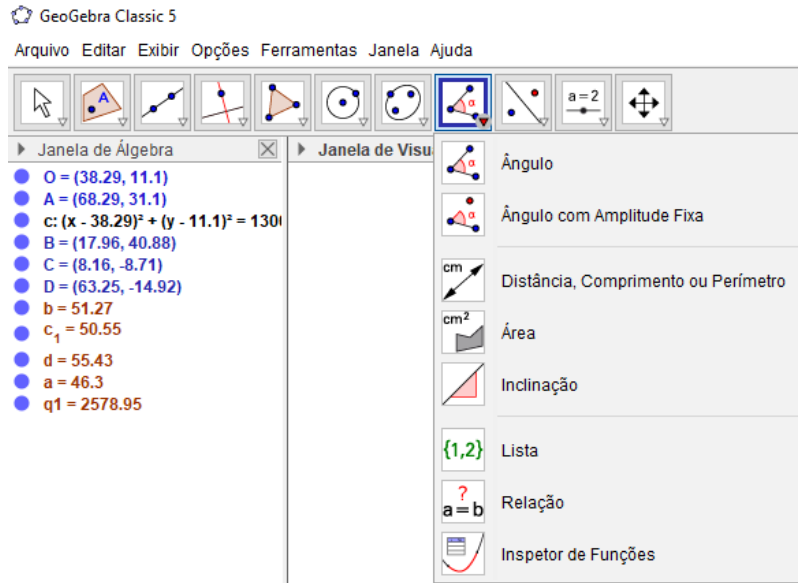 GeoGebra Classic 5
Arquivo Editar Exibir Opções Ferramentas Janela Ajuda
A
α
a=2
Janela de Álgebra
Janela de Visu
O = (38.29, 11.1)
A = (68.29, 31.1)
c: (x - 38.29)² + (y - 11.1)² = 130
B = (17.96, 40.88)
C = (8.16, -8.71)
D = (63.25, -14.92)
b = 51.27
c₁ = 50.55
d = 55.43
a = 46.3
q1 = 2578.95
α Ângulo
α Ângulo com Amplitude Fixa
cm Distância, Comprimento ou Perímetro
cm² Área
Inclinação
{1,2} Lista
? a=b Relação
Inspetor de Funções